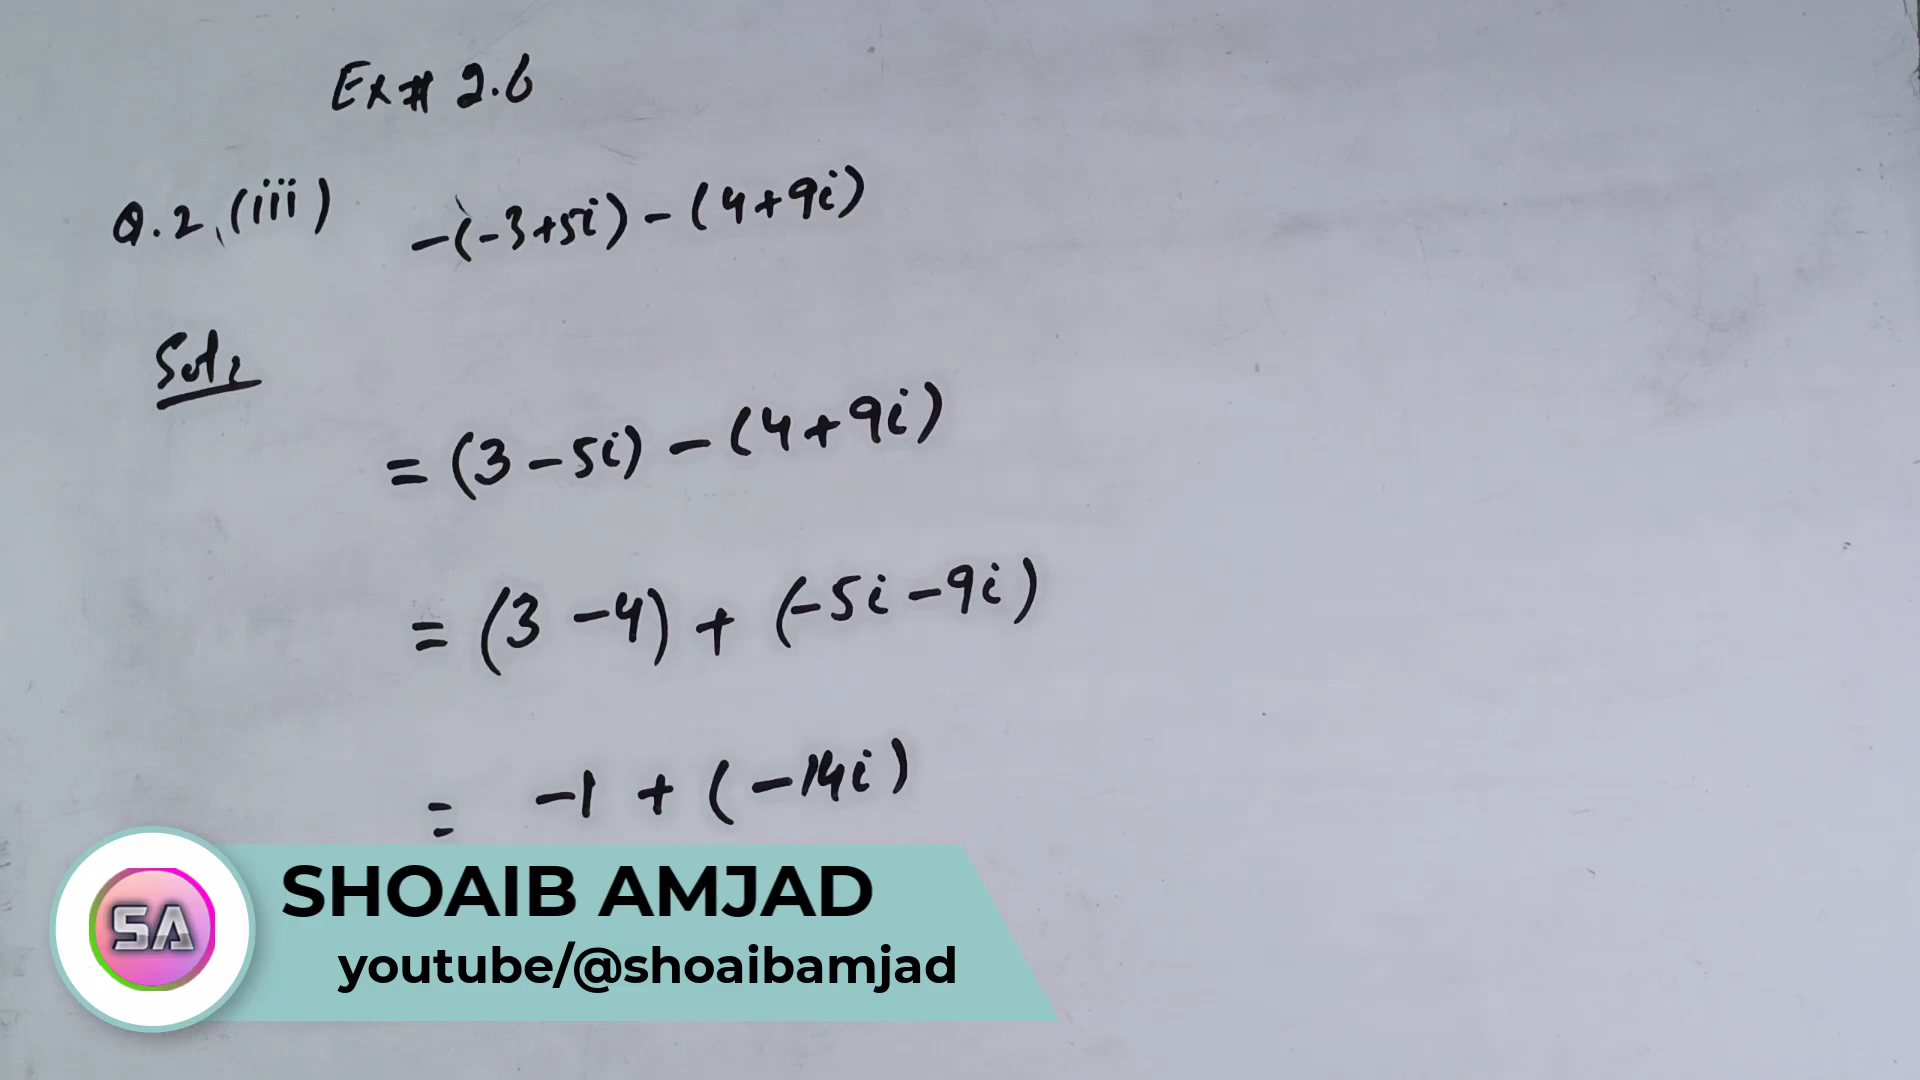 Ex# 2.6
Q.2,(iii) -(-3+5i) - (4+9i)
Sol:
= (3-5i) - (4+9i)
= (3-4) + (-5i-9i)
= -1 + (-14i)
SA
SHOAIB AMJAD
youtube/@shoaibamjad